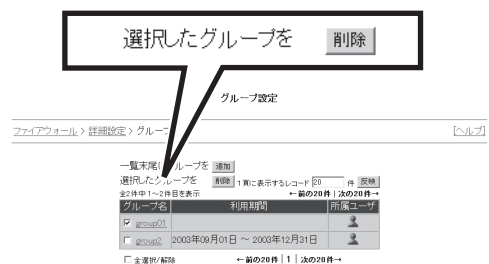 選択したグループを 削除
グループ設定
ファイアウォール > 詳細設定 > グルー
[ヘルプ]
一覧末尾に ループを 追加
選択した ループを 削除 1頁に表示するレコード 20 件 反映
全2件中 1～2件目を表示 ←前の20件 | 次の20件→
グループ名 利用期間 所属ユーザ
group01
group2 2003年09月01日 ～ 2003年12月31日
全選択/解除 ←前の20件 | 1 | 次の20件→